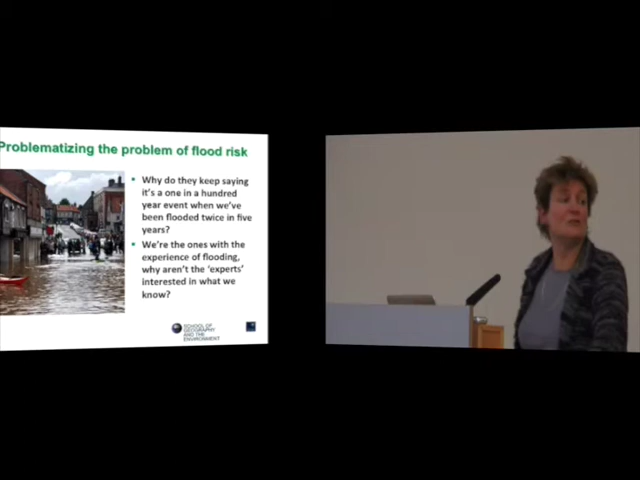 Problematizing the problem of flood risk
• Why do they keep saying
it's a one in a hundred
year event when we've
been flooded twice in five
years?
• We're the ones with the
experience of flooding,
why aren't the 'experts'
interested in what we
know?
SCHOOL OF
GEOGRAPHY
AND THE
ENVIRONMENT